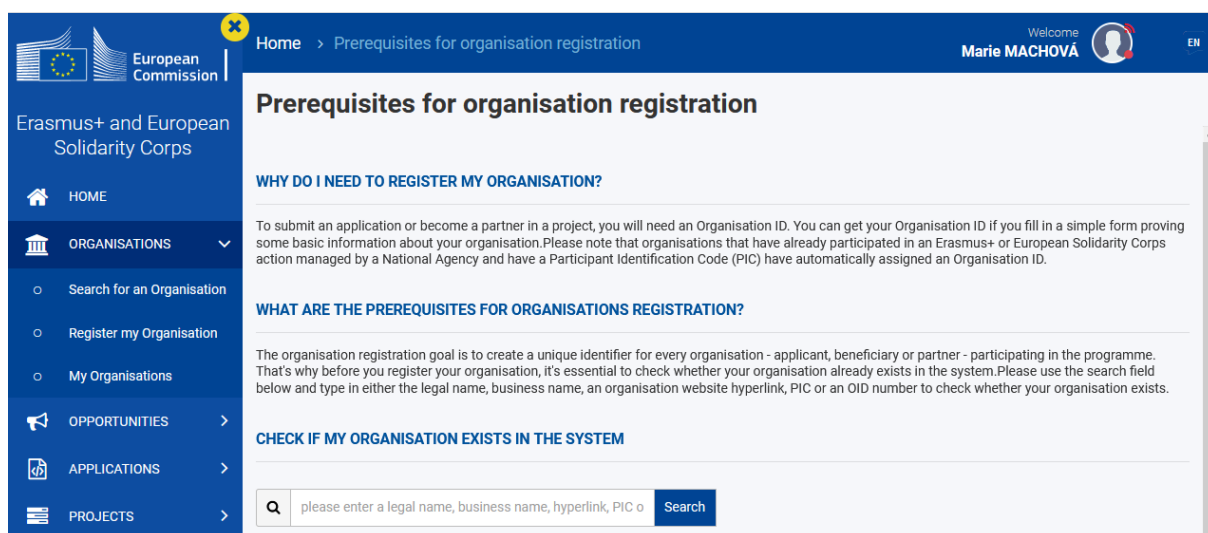 European
Commission
Erasmus+ and European
Solidarity Corps
HOME
ORGANISATIONS
Search for an Organisation
Register my Organisation
My Organisations
OPPORTUNITIES
APPLICATIONS
PROJECTS
Home > Prerequisites for organisation registration
Welcome
Marie MACHOVÁ
EN
Prerequisites for organisation registration
WHY DO I NEED TO REGISTER MY ORGANISATION?
To submit an application or become a partner in a project, you will need an Organisation ID. You can get your Organisation ID if you fill in a simple form proving
some basic information about your organisation.Please note that organisations that have already participated in an Erasmus+ or European Solidarity Corps
action managed by a National Agency and have a Participant Identification Code (PIC) have automatically assigned an Organisation ID.
WHAT ARE THE PREREQUISITES FOR ORGANISATIONS REGISTRATION?
The organisation registration goal is to create a unique identifier for every organisation - applicant, beneficiary or partner - participating in the programme.
That's why before you register your organisation, it's essential to check whether your organisation already exists in the system.Please use the search field
below and type in either the legal name, business name, an organisation website hyperlink, PIC or an OID number to check whether your organisation exists.
CHECK IF MY ORGANISATION EXISTS IN THE SYSTEM
please enter a legal name, business name, hyperlink, PIC o
Search